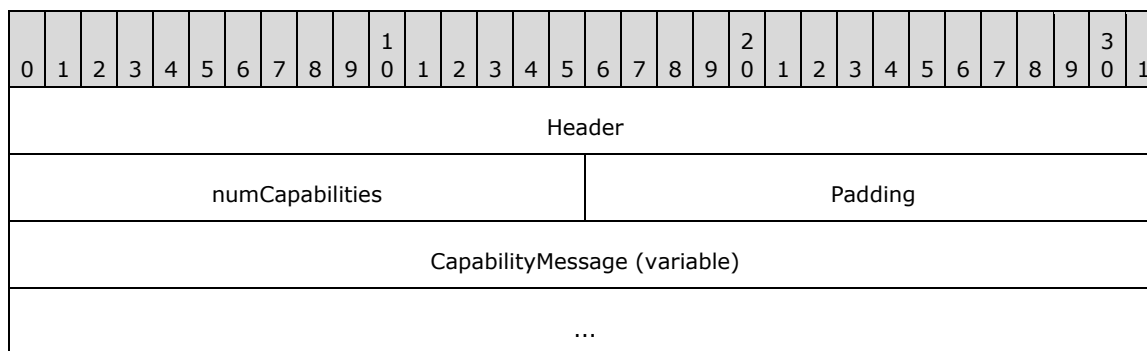 1 2 3
0 1 2 3 4 5 6 7 8 9 0 1 2 3 4 5 6 7 8 9 0 1 2 3 4 5 6 7 8 9 0 1
Header
numCapabilities Padding
CapabilityMessage (variable)
...